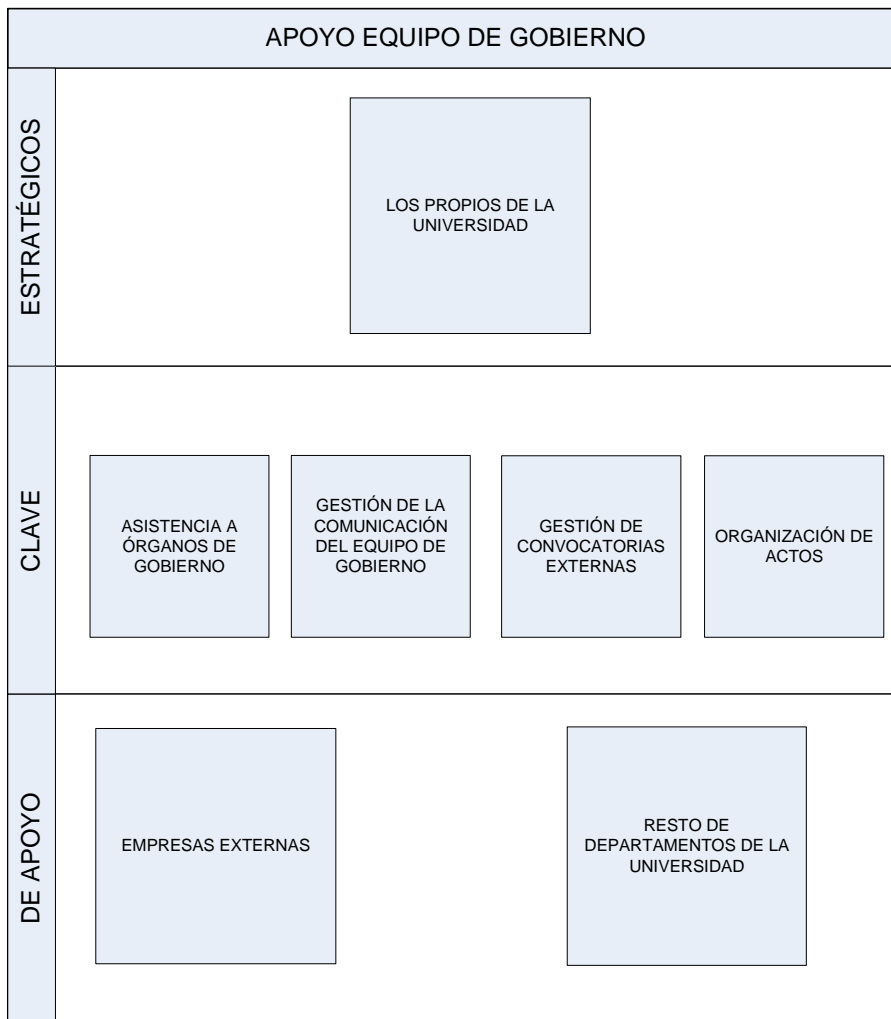 APOYO EQUIPO DE GOBIERNO
ESTRATÉGICOS
LOS PROPIOS DE LA
UNIVERSIDAD
CLAVE
ASISTENCIA A
ÓRGANOS DE
GOBIERNO
GESTIÓN DE LA
COMUNICACIÓN
DEL EQUIPO DE
GOBIERNO
GESTIÓN DE
CONVOCATORIAS
EXTERNAS
ORGANIZACIÓN DE
ACTOS
DE APOYO
EMPRESAS EXTERNAS
RESTO DE
DEPARTAMENTOS DE LA
UNIVERSIDAD